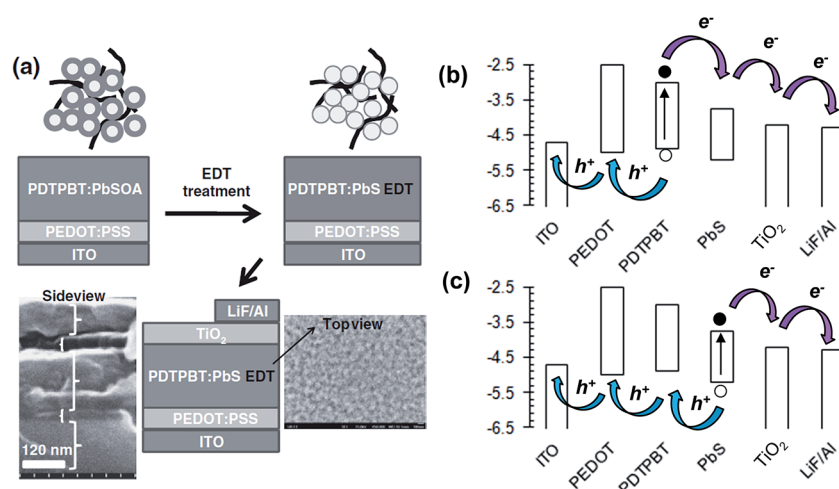 (a)
EDT
treatment
PDTPBT:PbSOA
PEDOT:PSS
ITO
PDTPBT:PbS EDT
PEDOT:PSS
ITO
Sideview
120 nm
LiF/Al
TiO2
PDTPBT:PbS EDT
PEDOT:PSS
ITO
Topview
(b)
e-
e-
e-
-2.5
-3.5
-4.5
-5.5
-6.5
h+
h+
ITO
PEDOT
PDTPBT
PbS
TiO2
LiF/Al
(c)
e-
e-
-2.5
-3.5
-4.5
-5.5
-6.5
h+
h+
h+
ITO
PEDOT
PDTPBT
PbS
TiO2
LiF/Al